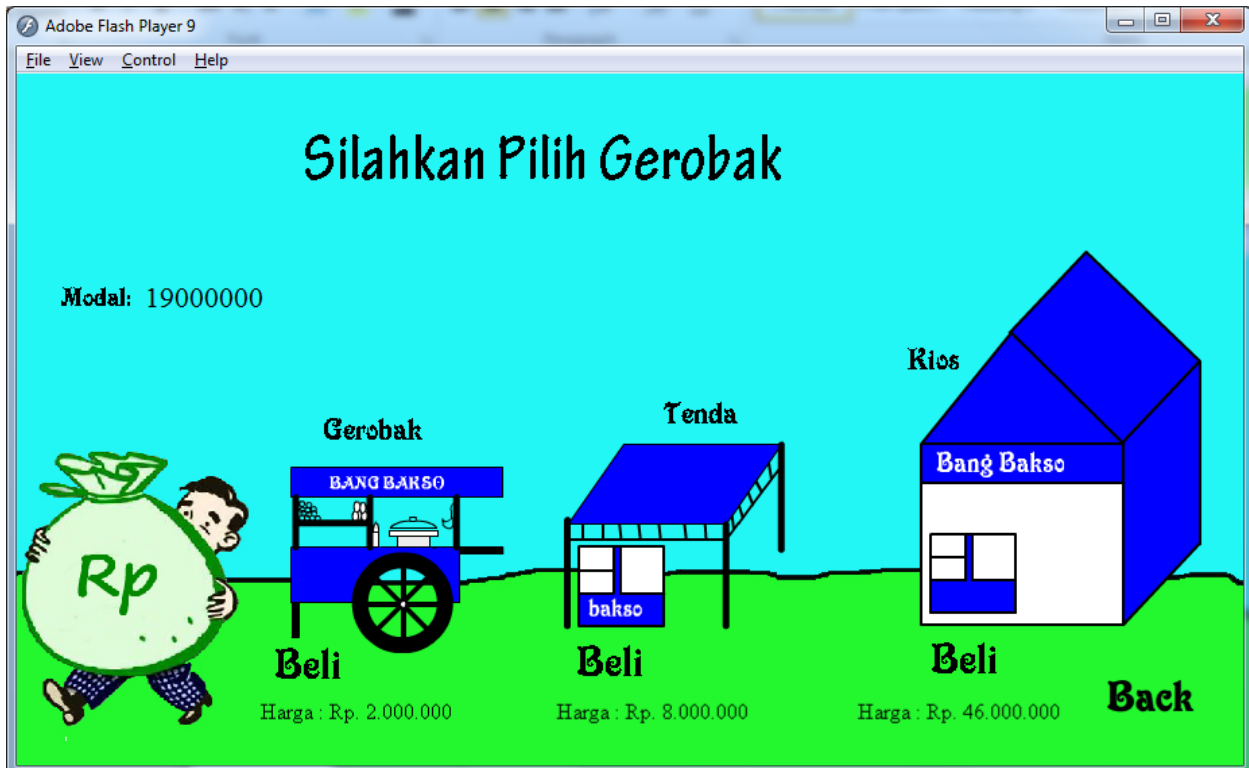 Adobe Flash Player 9
File View Control Help
Silahkan Pilih Gerobak
Modal: 19000000
Kios
Tenda
Gerobak
Bang Bakso
BANG BAKSO
Rp
bakso
Beli
Beli
Beli
Back
Harga : Rp. 2.000.000
Harga : Rp. 8.000.000
Harga : Rp. 46.000.000